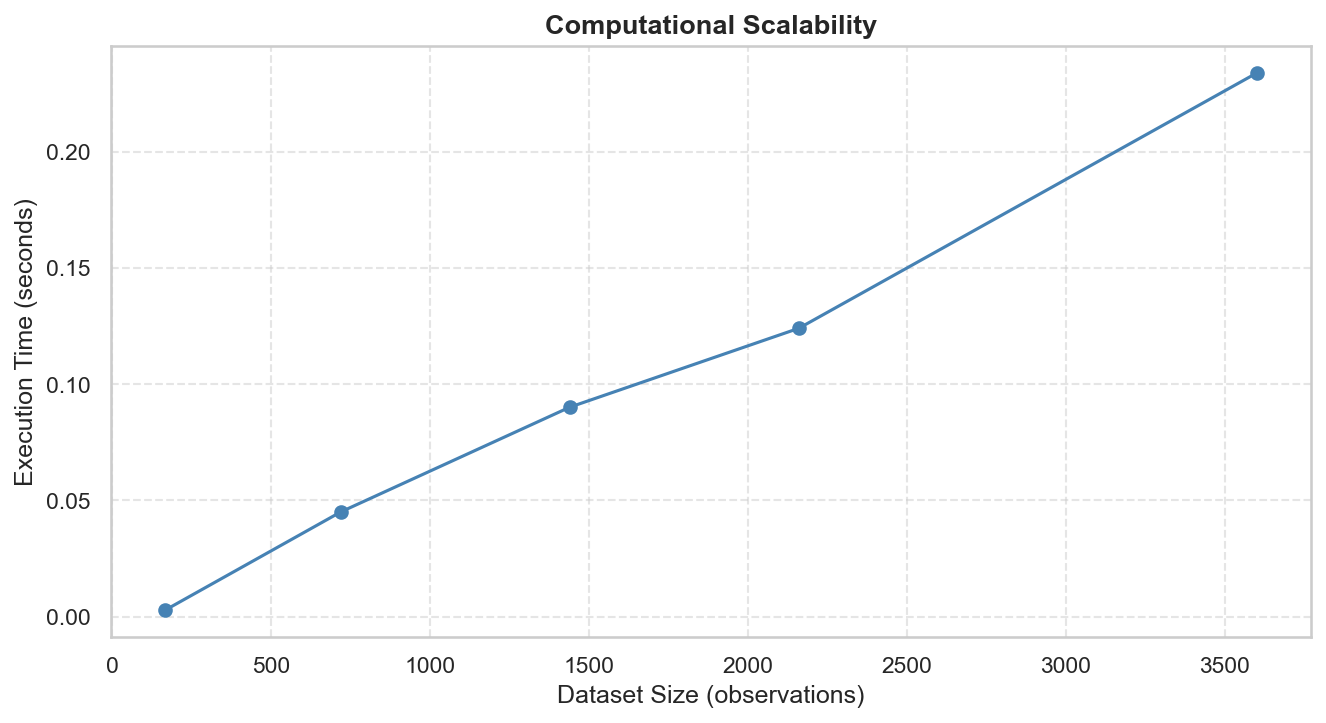 Computational Scalability
Execution Time (seconds)
0.20
0.15
0.10
0.05
0.00
0 500 1000 1500 2000 2500 3000 3500
Dataset Size (observations)